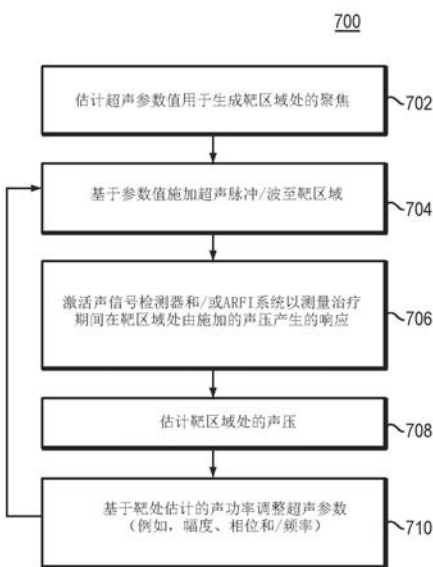 700
估计超声参数值用于生成靶区域处的聚焦
702
基于参数值施加超声脉冲/波至靶区域
704
激活声信号检测器和/或ARFI系统以测量治疗
期间在靶区域处由施加的声压产生的响应
706
估计靶区域处的声压
708
基于靶处估计的声功率调整超声参数
（例如，幅度、相位和/频率）
710